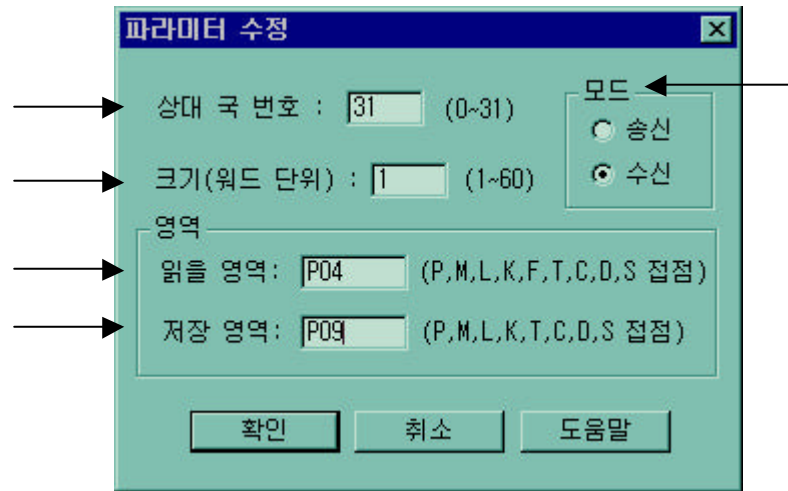 파라미터 수정
상대 국 번호 : 31 (0~31)
모드
송신
크기(워드 단위) : 1 (1~60)
수신
영역
읽을 영역: P04 (P,M,L,K,F,T,C,D,S 접점)
저장 영역: P09 (P,M,L,K,T,C,D,S 접점)
확인 취소 도움말